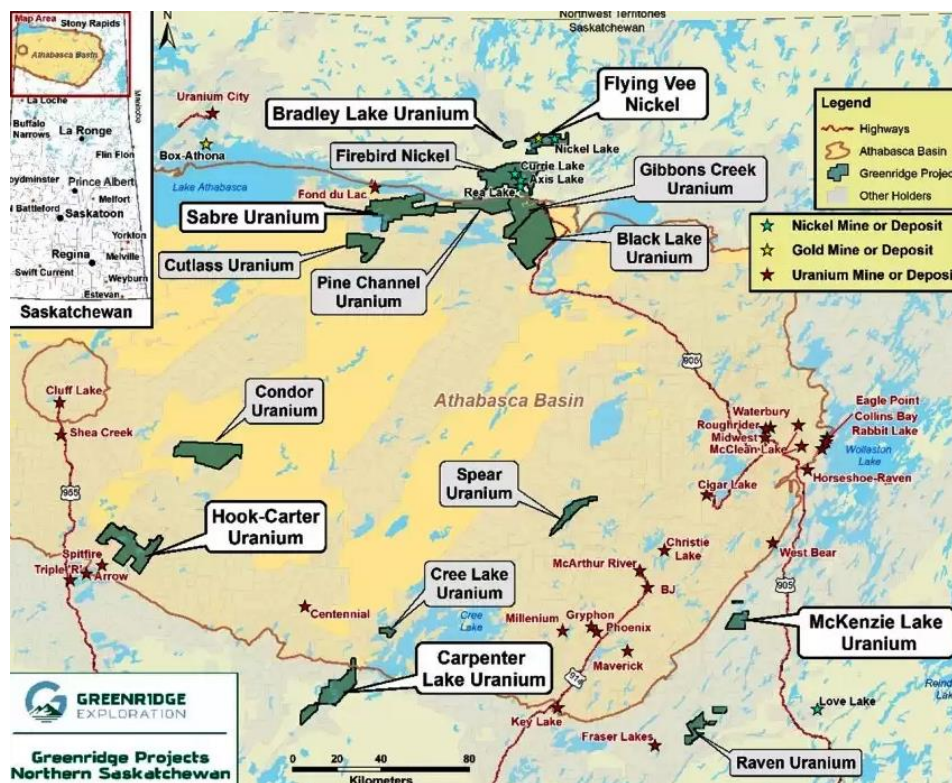 Map Area
Stony Rapids
Athabasca Basin
La Loche
Buffalo
Narrows
La Ronge
Flin Flon
Prince Albert
Melfort
Saskatoon
Yorkton
Regina
Melville
Swift Current
Weyburn
Estevan
Manitoba
Saskatchewan
N
Northwest Territories
Saskatchewan
Uranium City
Box-Athona
Lake Athabasca
Fond du Lac
Bradley Lake Uranium
Flying Vee
Nickel
Nickel Lake
Firebird Nickel
Currie Lake
Axis Lake
Rea Lake
Gibbons Creek
Uranium
Sabre Uranium
Cutlass Uranium
Pine Channel
Uranium
Black Lake
Uranium
Legend
Highways
Athabasca Basin
Greenridge Project
Other Holders
Nickel Mine or Deposit
Gold Mine or Deposit
Uranium Mine or Deposit
905
Cluff Lake
Shea Creek
955
Condor
Uranium
Athabasca Basin
Waterbury
Roughrider
Midwest
McClean Lake
Eagle Point
Collins Bay
Rabbit Lake
Wollaston
Lake
Horseshoe-Raven
Cigar Lake
Spear
Uranium
Hook-Carter
Uranium
Spitfire
Triple 'R'
Arrow
Christie
Lake
West Bear
McArthur River
BJ
905
Centennial
Cree Lake
Uranium
Cree
Lake
Millenium
Gryphon
Phoenix
Maverick
McKenzie Lake
Uranium
Carpenter
Lake Uranium
914
Key Lake
Fraser Lakes
Love Lake
Raven Uranium
GREENRIDGE
EXPLORATION
Greenridge Projects
Northern Saskatchewan
0 20 40 80
Kilometers